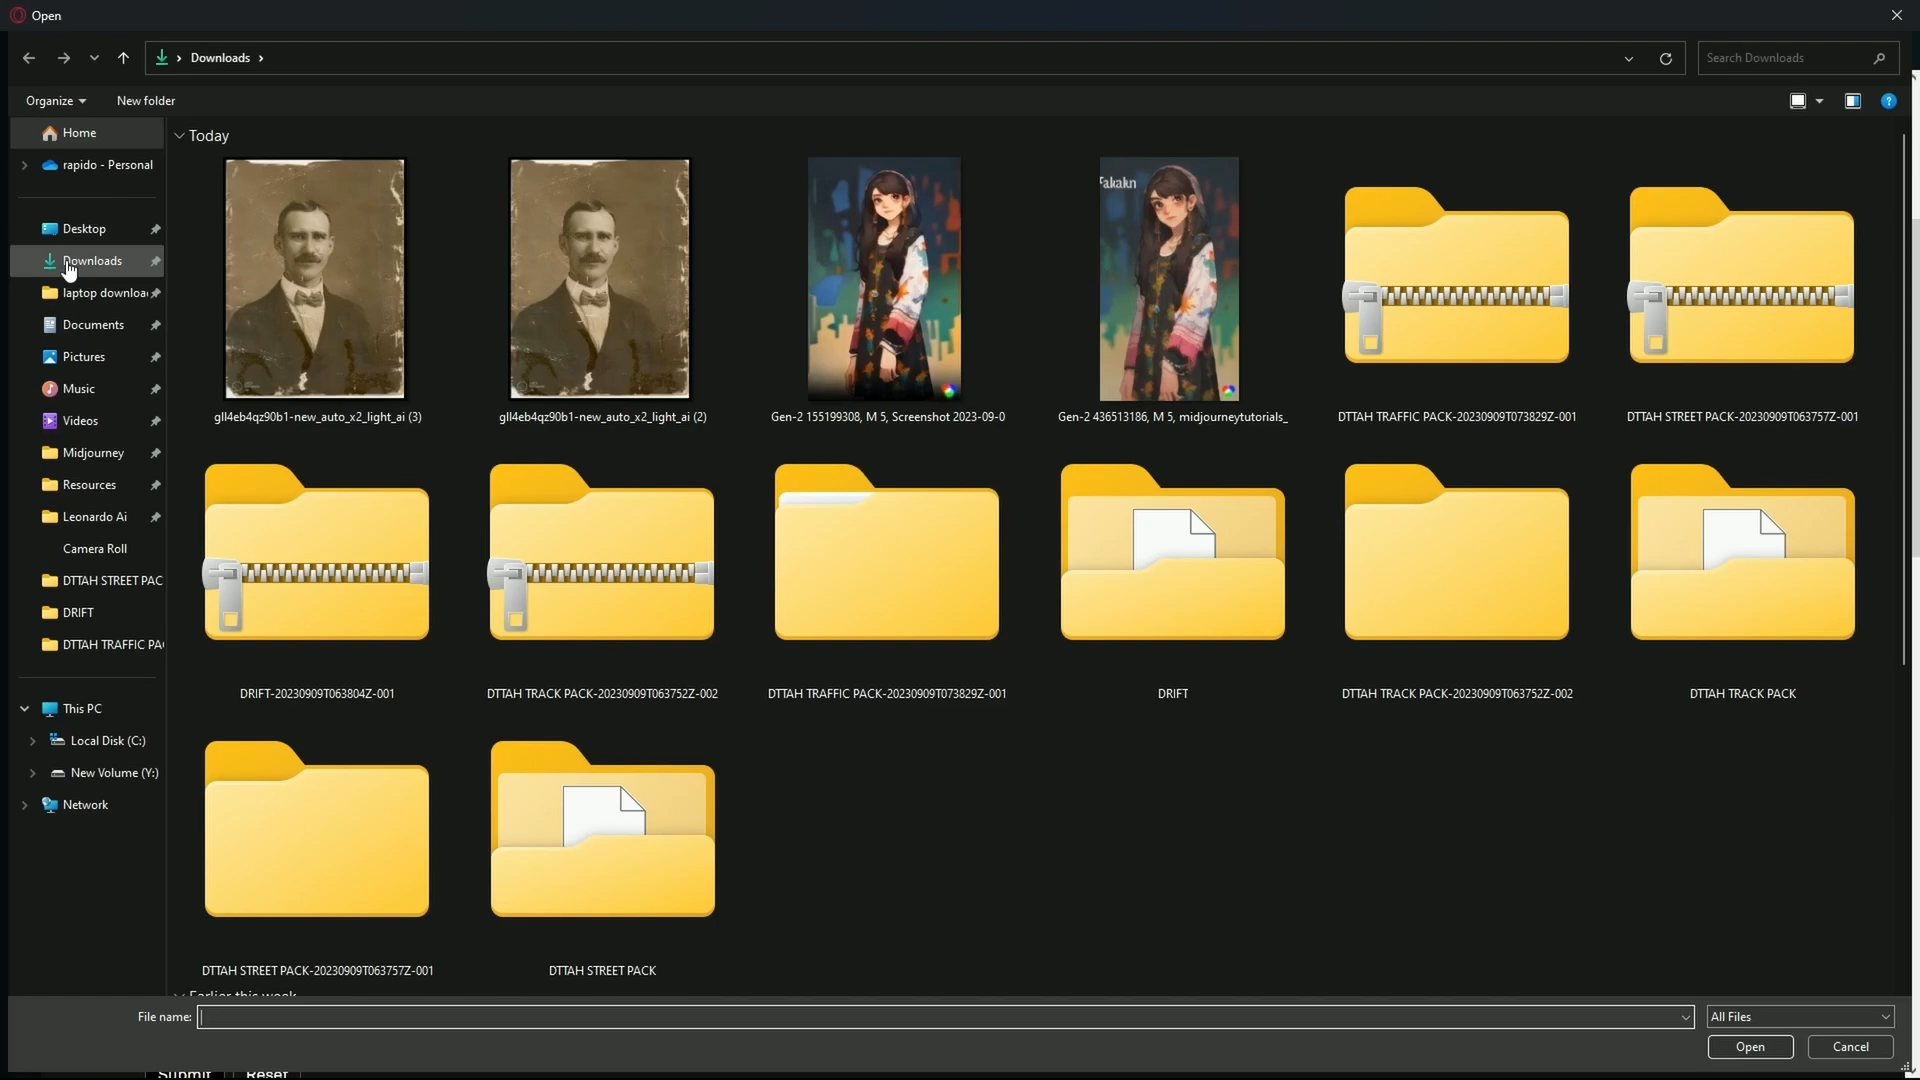 Open
Downloads
Search Downloads
Organize
New folder
Home
rapido - Personal
Desktop
Downloads
laptop downloa
Documents
Pictures
Music
Videos
Midjourney
Resources
Leonardo Ai
Camera Roll
DTTAH STREET PAC
DRIFT
DTTAH TRAFFIC PA
This PC
Local Disk (C:)
New Volume (Y:)
Network
Today
gll4eb4qz90b1-new_auto_x2_light_ai (3)
gll4eb4qz90b1-new_auto_x2_light_ai (2)
Gen-2 155199308, M 5, Screenshot 2023-09-0
Gen-2 436513186, M 5, midjourneytutorials_
DTTAH TRAFFIC PACK-20230909T073829Z-001
DTTAH STREET PACK-20230909T063757Z-001
DRIFT-20230909T063804Z-001
DTTAH TRACK PACK-20230909T063752Z-002
DTTAH TRAFFIC PACK-20230909T073829Z-001
DRIFT
DTTAH TRACK PACK-20230909T063752Z-002
DTTAH TRACK PACK
DTTAH STREET PACK-20230909T063757Z-001
DTTAH STREET PACK
Earlier this week
File name:
All Files
Open
Cancel
Submit
Reset